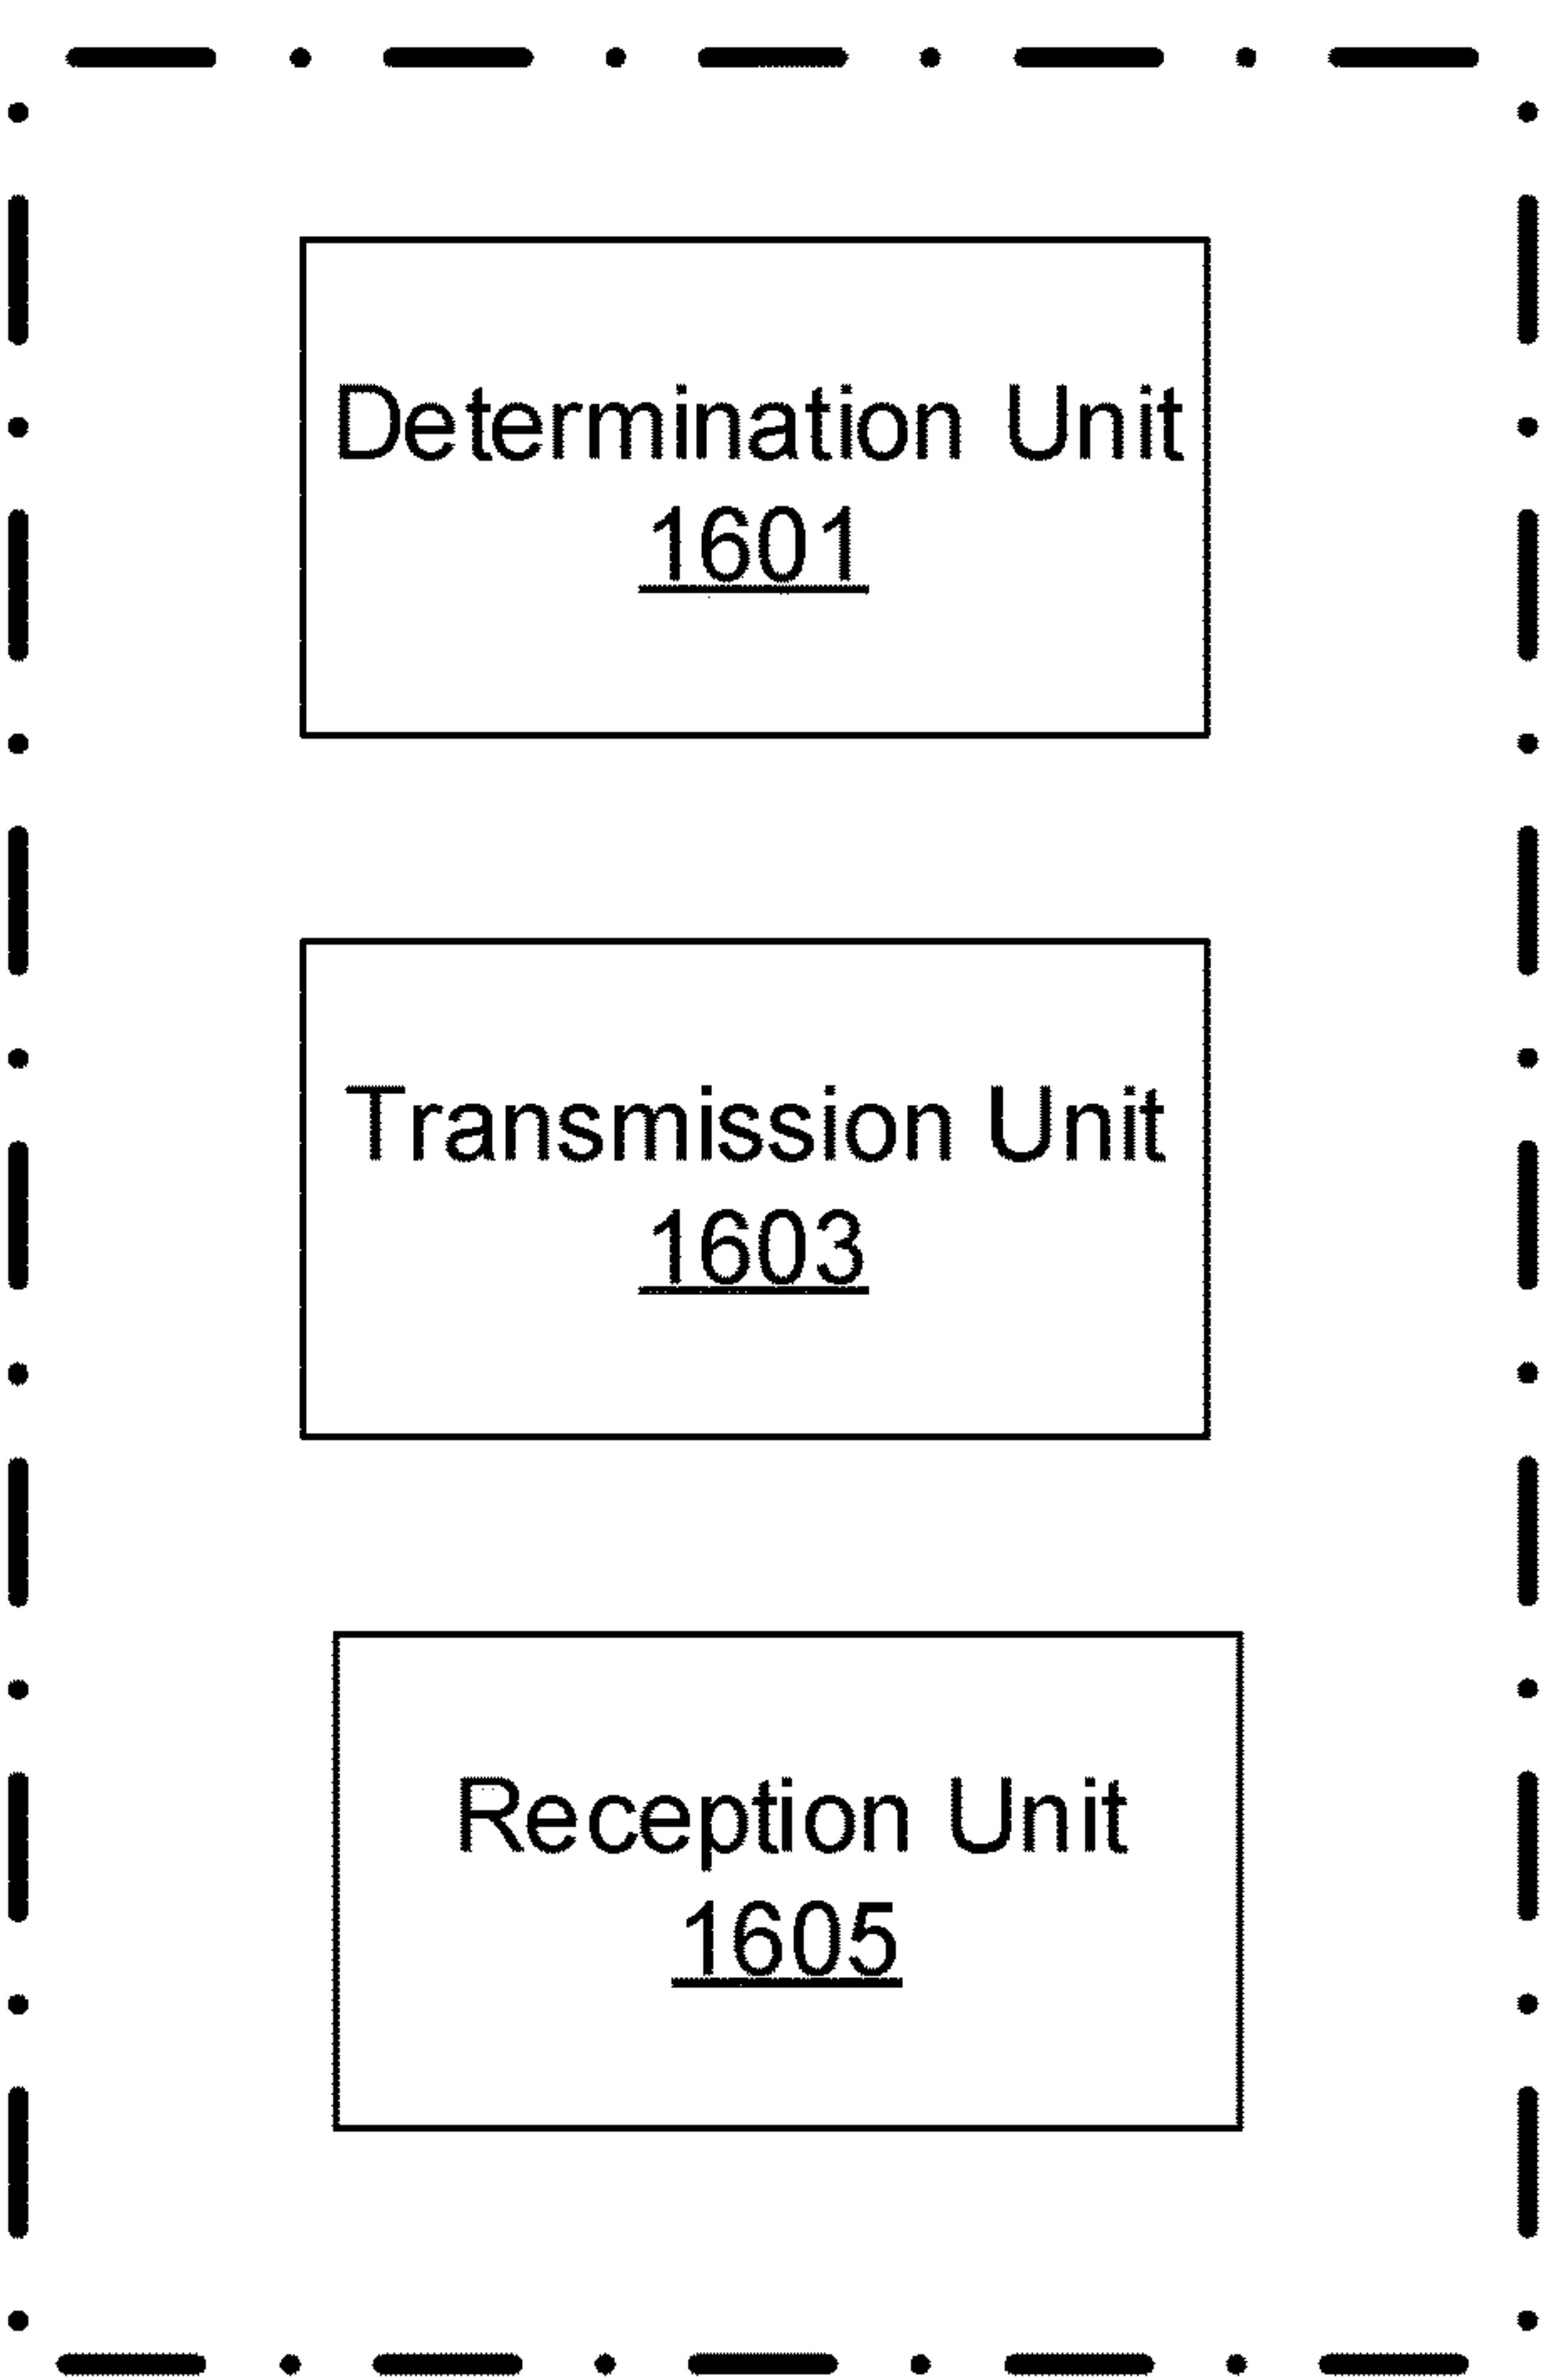 Determination Unit
1601
Transmission Unit
1603
Reception Unit
1605